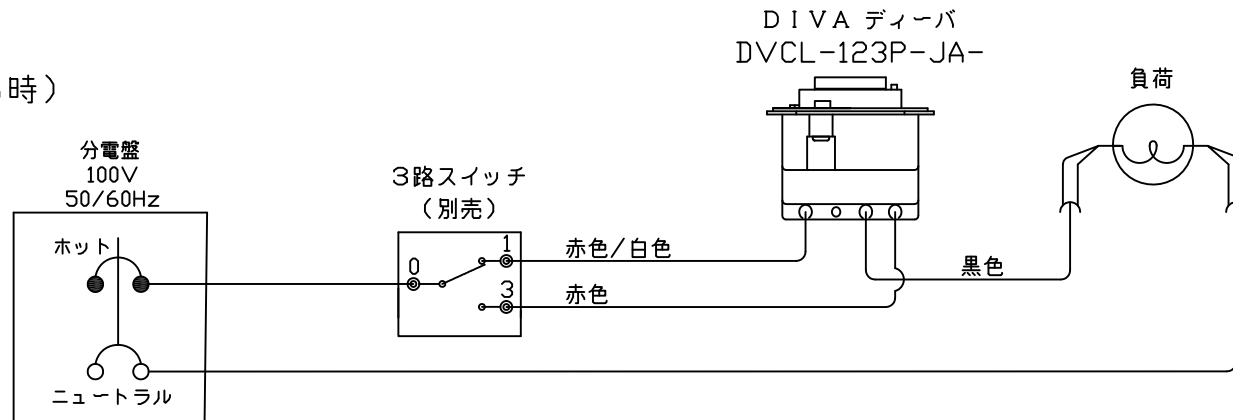 DIVA ディーバ
DVCL-123P-JA-
時）
負荷
分電盤
100V
50/60Hz
3路スイッチ
（別売）
ホット
0
1
赤色/白色
3
赤色
黒色
ニュートラル